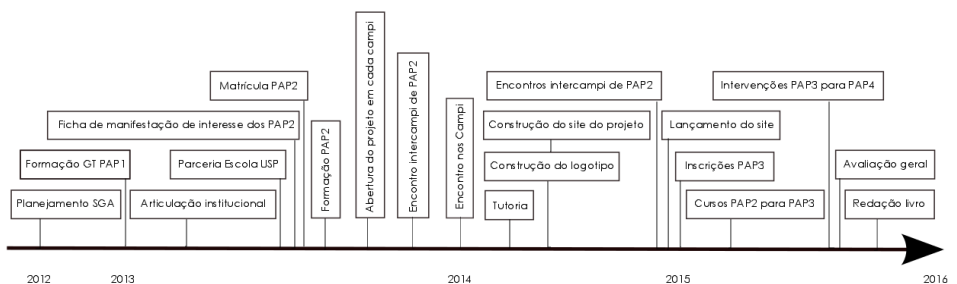 Matrícula PAP2
Ficha de manifestação de interesse dos PAP2
Formação GT PAP1
Parceria Escola USP
Planejamento SGA
Articulação institucional
Formação PAP2
Abertura do projeto em cada campi
Encontro intercampi de PAP2
Encontro nos Campi
Encontros intercampi de PAP2
Construção do site do projeto
Construção do logotipo
Tutoria
Intervenções PAP3 para PAP4
Lançamento do site
Inscrições PAP3
Cursos PAP2 para PAP3
Avaliação geral
Redação livro
2012
2013
2014
2015
2016